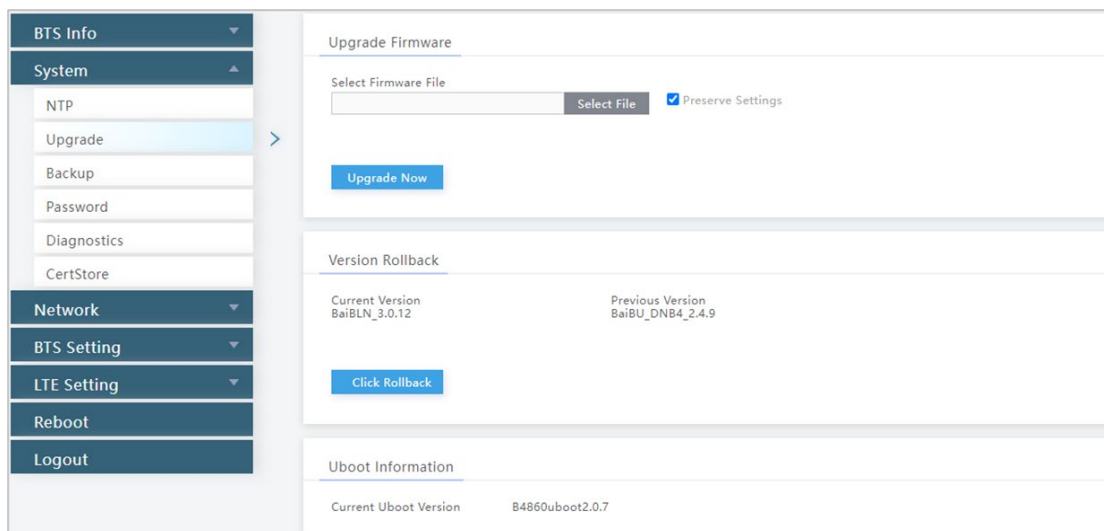 BTS Info
System
NTP
Upgrade
Backup
Password
Diagnostics
CertStore
Network
BTS Setting
LTE Setting
Reboot
Logout
Upgrade Firmware
Select Firmware File
Select File
Preserve Settings
Upgrade Now
Version Rollback
Current Version Previous Version
BaiBLN_3.0.12 BaiBU_DNB4_2.4.9
Click Rollback
Uboot Information
Current Uboot Version B4860uboot2.0.7